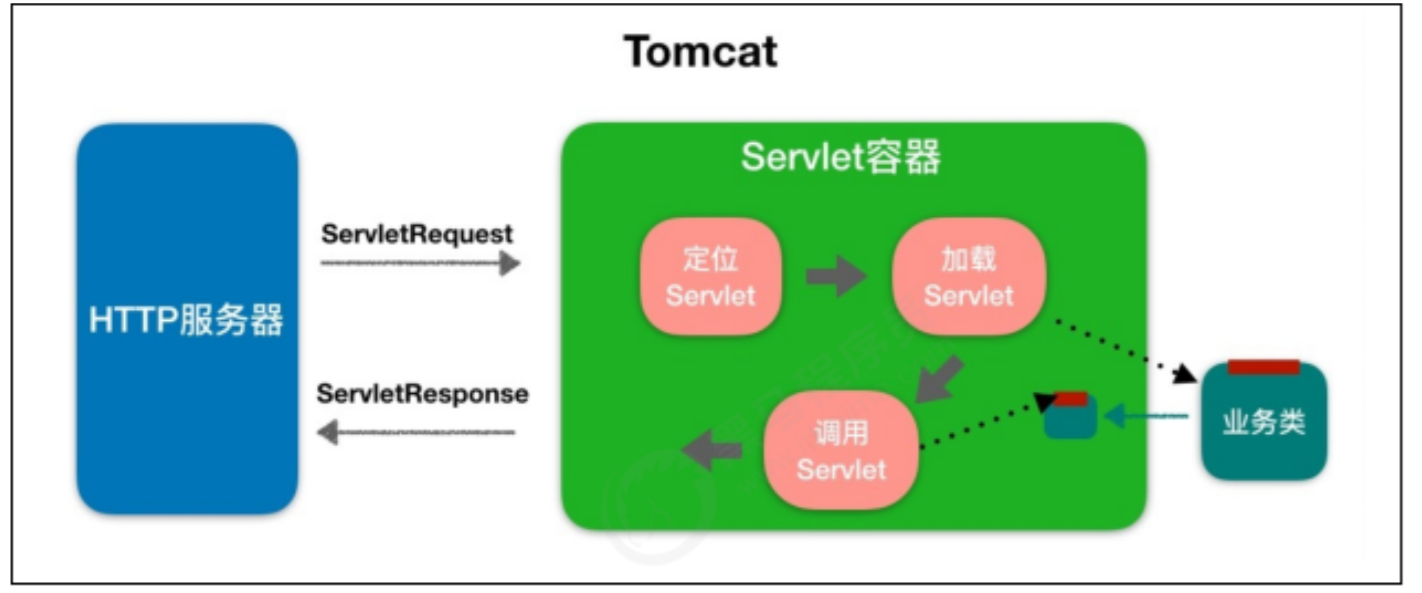 Tomcat
Servlet容器
ServletRequest
定位
Servlet
加载
Servlet
HTTP服务器
ServletResponse
调用
Servlet
业务类